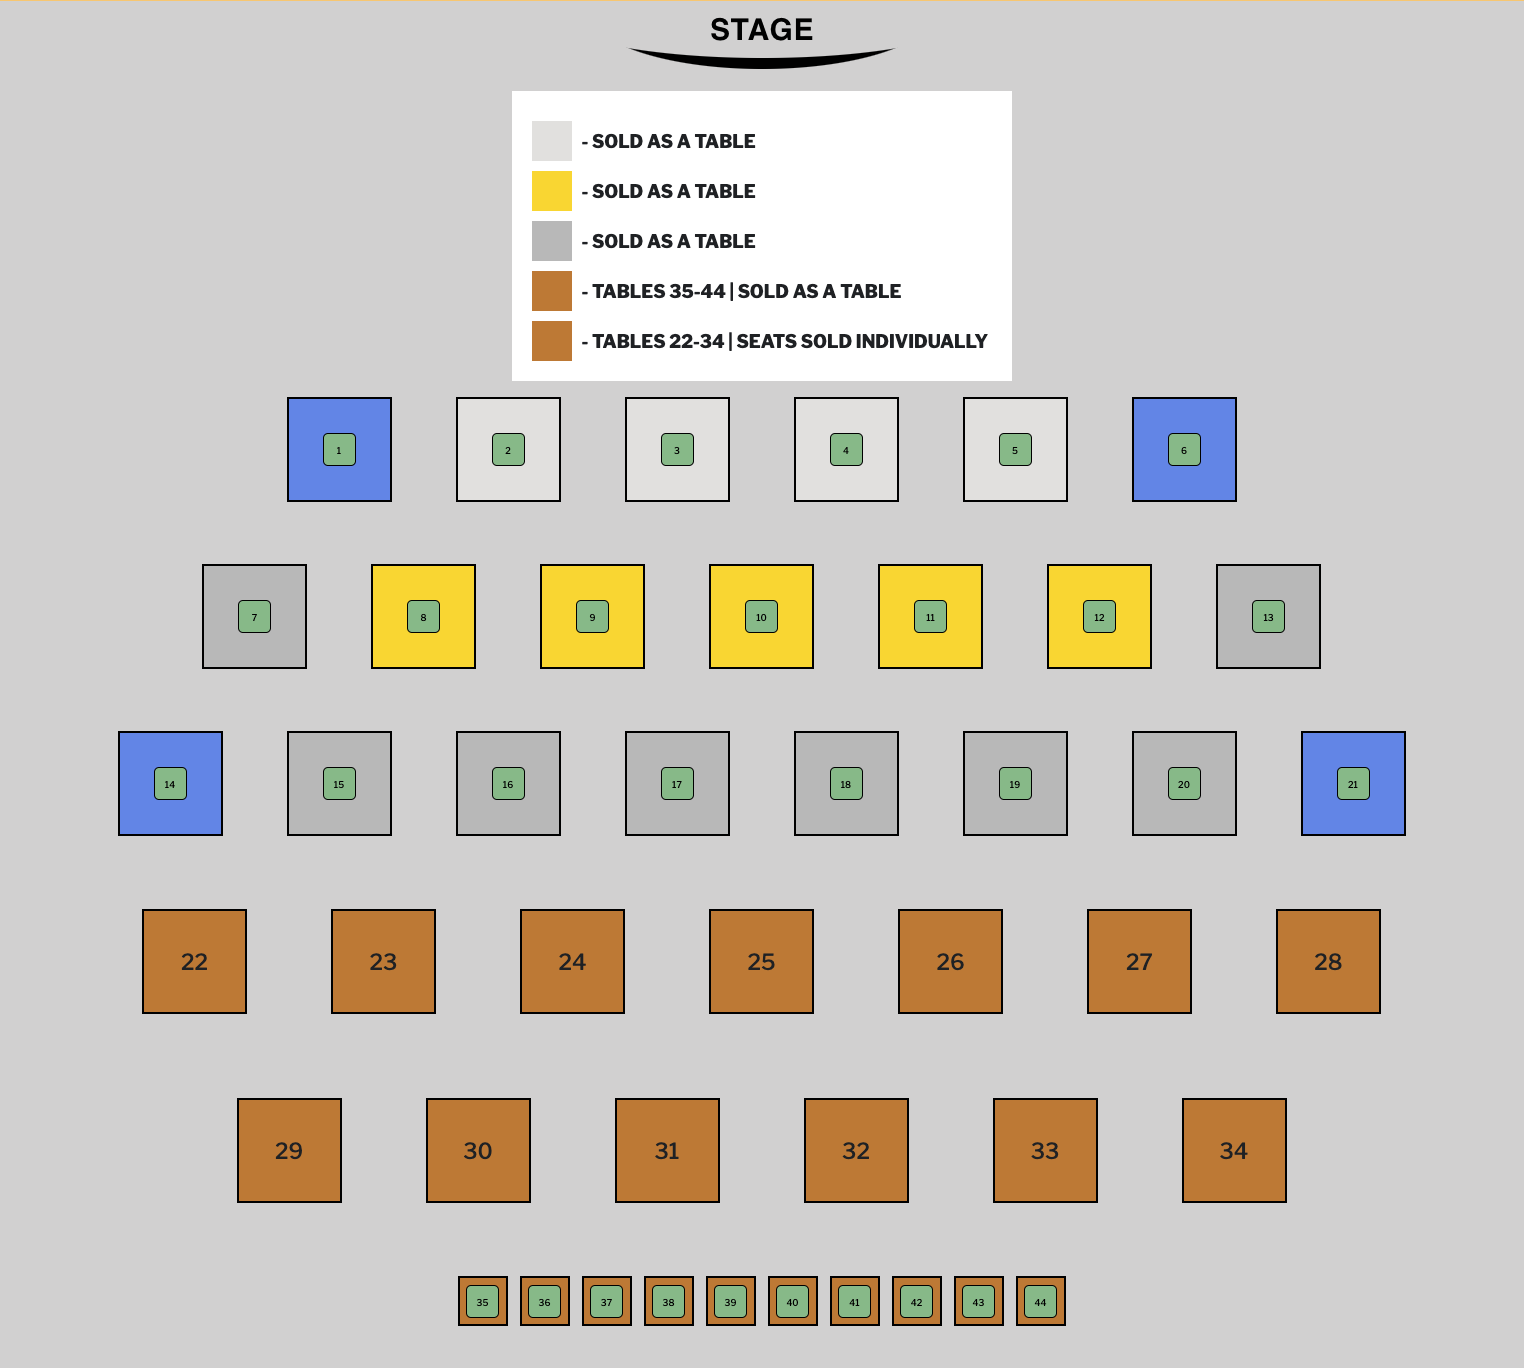 STAGE
- SOLD AS A TABLE
- SOLD AS A TABLE
- SOLD AS A TABLE
- TABLES 35-44 | SOLD AS A TABLE
- TABLES 22-34 | SEATS SOLD INDIVIDUALLY
1 2 3 4 5 6
7 8 9 10 11 12 13
14 15 16 17 18 19 20 21
22 23 24 25 26 27 28
29 30 31 32 33 34
35 36 37 38 39 40 41 42 43 44